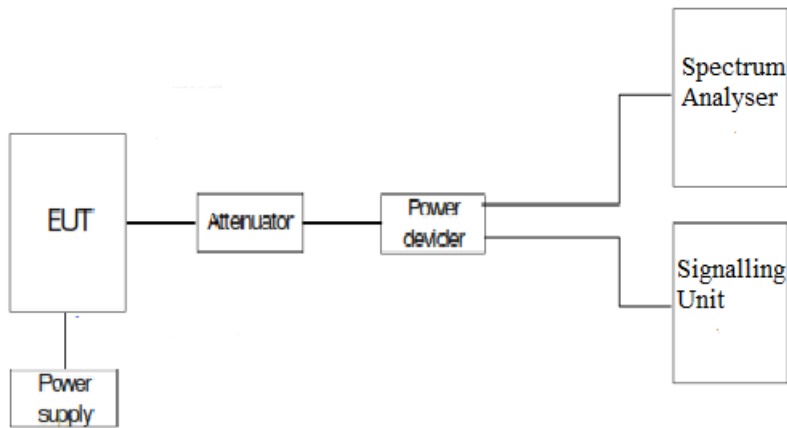 Spectrum
Analyser
EUT
Attenuator
Power
devider
Signalling
Unit
Power
supply